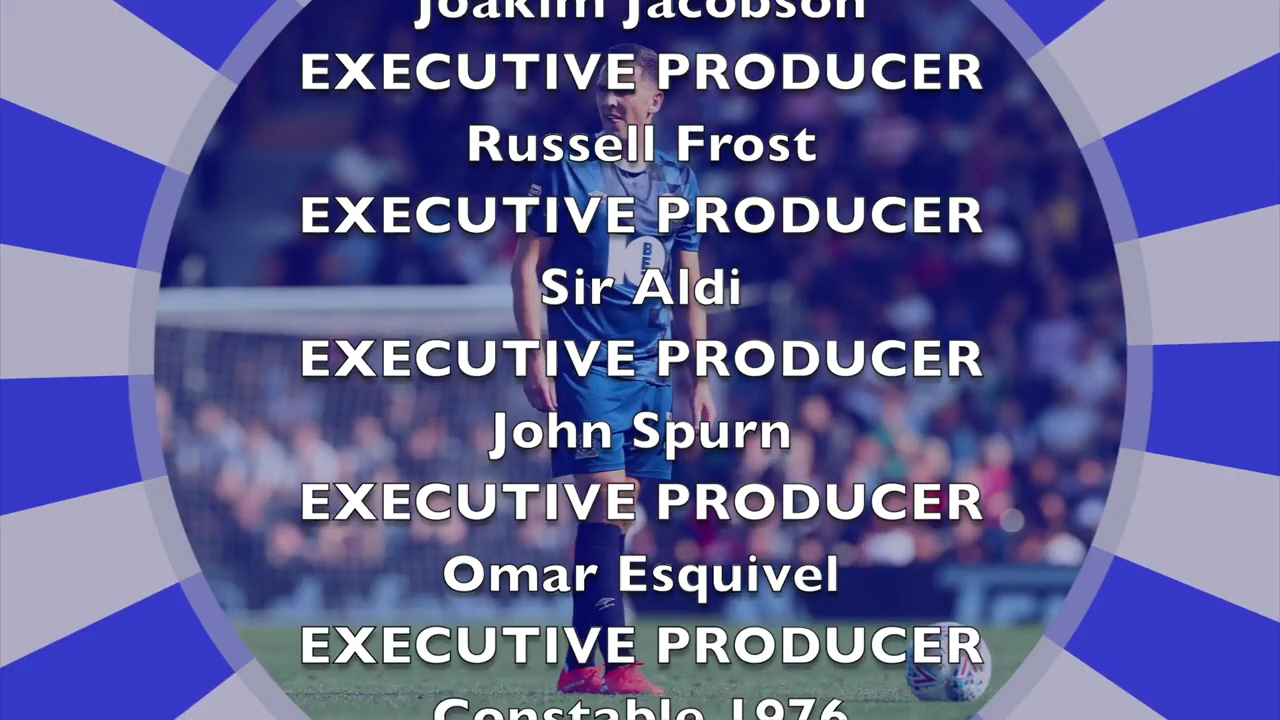 Joakim Jacobson
EXECUTIVE PRODUCER
Russell Frost
EXECUTIVE PRODUCER
Sir Aldi
EXECUTIVE PRODUCER
John Spurn
EXECUTIVE PRODUCER
Omar Esquivel
EXECUTIVE PRODUCER
Constable 1976